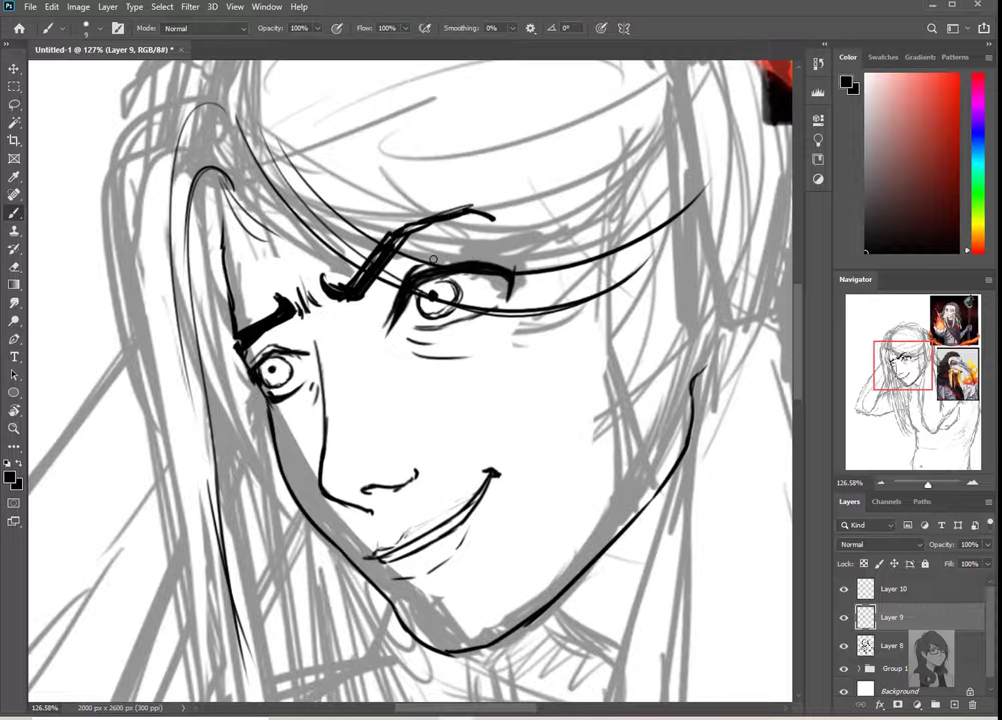 Ps File Edit Image Layer Type Select Filter 3D View Window Help
9 Mode: Normal Opacity: 100% Flow: 100% Smoothing: 0% 0°
Untitled-1 @ 127% (Layer 9, RGB/8#) * ×
Color Swatches Gradients Patterns
Navigator
126.58%
Layers Channels Paths
Kind
Normal Opacity: 100%
Lock: Fill: 100%
Layer 10
Layer 9
Layer 8
Group 1
Background
126.58% 2000 px x 2600 px (300 ppi)